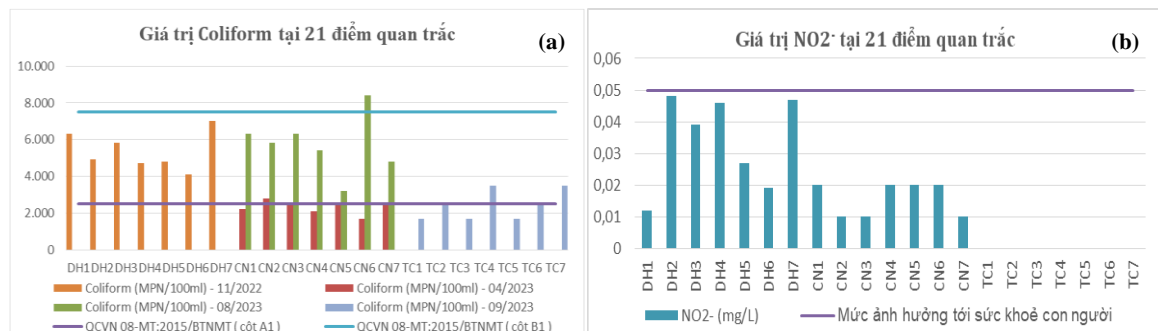 Giá trị Coliform tại 21 điểm quan trắc
(a)
10.000
8.000
6.000
4.000
2.000
0
DH1 DH2 DH3 DH4 DH5 DH6 DH7 CN1 CN2 CN3 CN4 CN5 CN6 CN7 TC1 TC2 TC3 TC4 TC5 TC6 TC7
Coliform (MPN/100ml) - 11/2022
Coliform (MPN/100ml) - 04/2023
Coliform (MPN/100ml) - 08/2023
Coliform (MPN/100ml) - 09/2023
QCVN 08-MT:2015/BTNMT ( cột A1)
QCVN 08-MT:2015/BTNMT ( cột B1)
Giá trị NO2- tại 21 điểm quan trắc
(b)
0,06
0,05
0,04
0,03
0,02
0,01
0
DH1 DH2 DH3 DH4 DH5 DH6 DH7 CN1 CN2 CN3 CN4 CN5 CN6 CN7 TC1 TC2 TC3 TC4 TC5 TC6 TC7
NO2- (mg/L)
Mức ảnh hưởng tới sức khoẻ con người